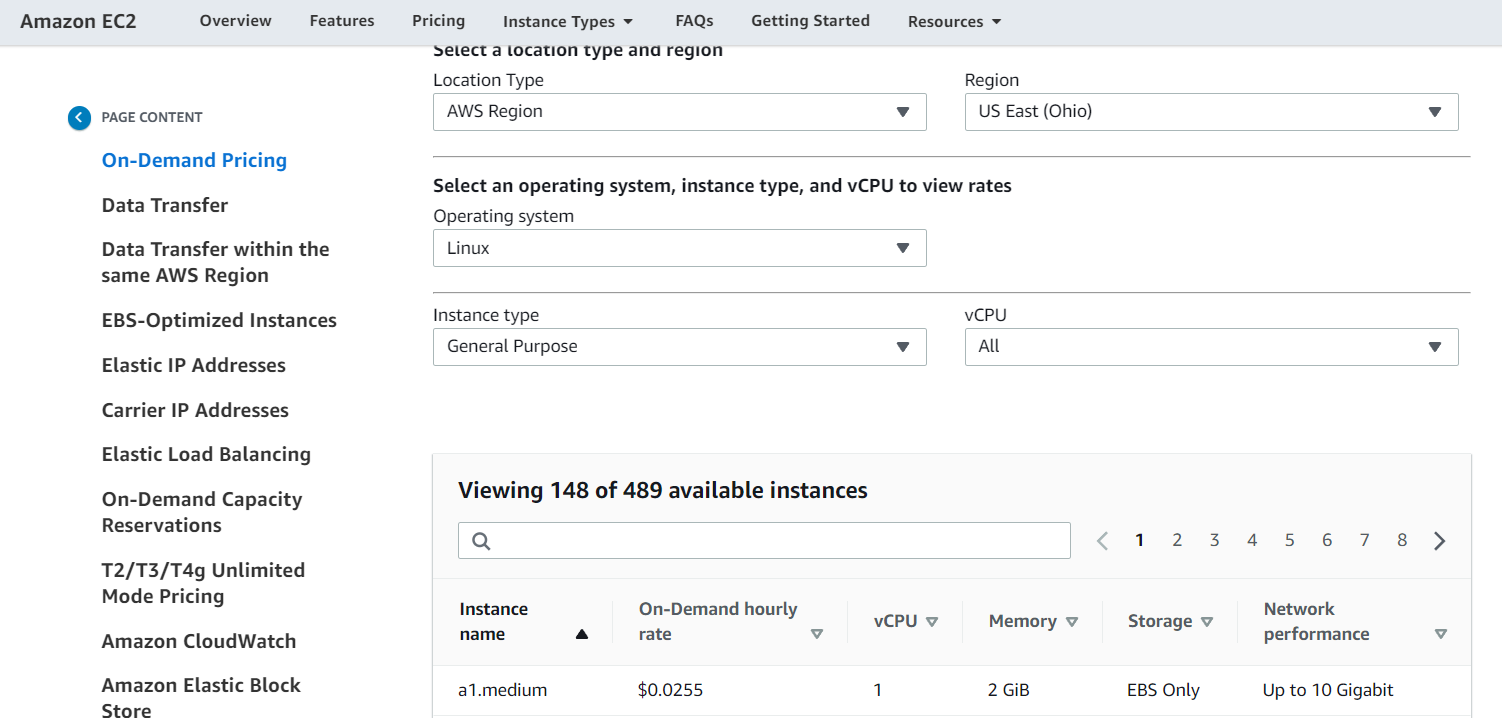 Amazon EC2 Overview Features Pricing Instance Types FAQs Getting Started Resources
PAGE CONTENT
On-Demand Pricing
Data Transfer
Data Transfer within the
same AWS Region
EBS-Optimized Instances
Elastic IP Addresses
Carrier IP Addresses
Elastic Load Balancing
On-Demand Capacity
Reservations
T2/T3/T4g Unlimited
Mode Pricing
Amazon CloudWatch
Amazon Elastic Block
Store
Select a location type and region
Location Type Region
AWS Region US East (Ohio)
Select an operating system, instance type, and vCPU to view rates
Operating system
Linux
Instance type vCPU
General Purpose All
Viewing 148 of 489 available instances
1 2 3 4 5 6 7 8
Instance
name
On-Demand hourly
rate
vCPU
Memory
Storage
Network
performance
a1.medium $0.0255 1 2 GiB EBS Only Up to 10 Gigabit